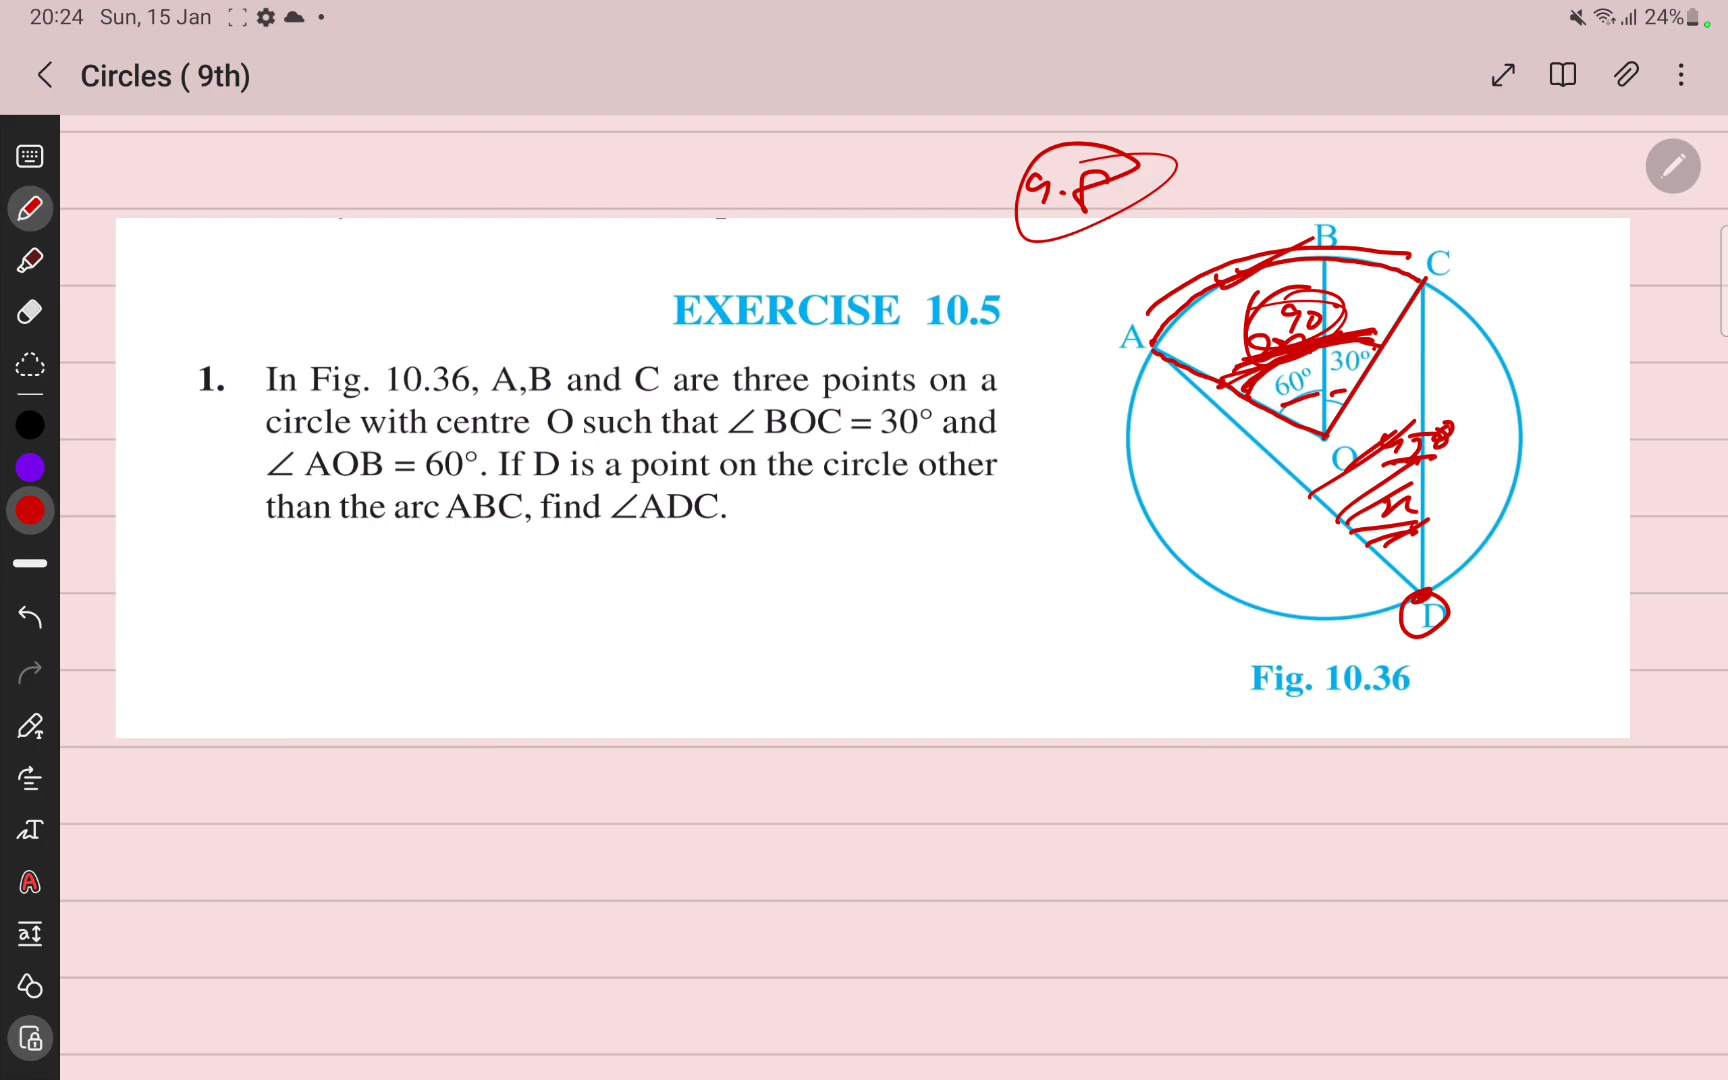 20:24 Sun, 15 Jan
24%
Circles ( 9th)
9.8
EXERCISE 10.5
1. In Fig. 10.36, A,B and C are three points on a
circle with centre O such that ∠ BOC = 30° and
∠ AOB = 60°. If D is a point on the circle other
than the arc ABC, find ∠ADC.
B
C
A
90
30°
60°
O
D
Fig. 10.36